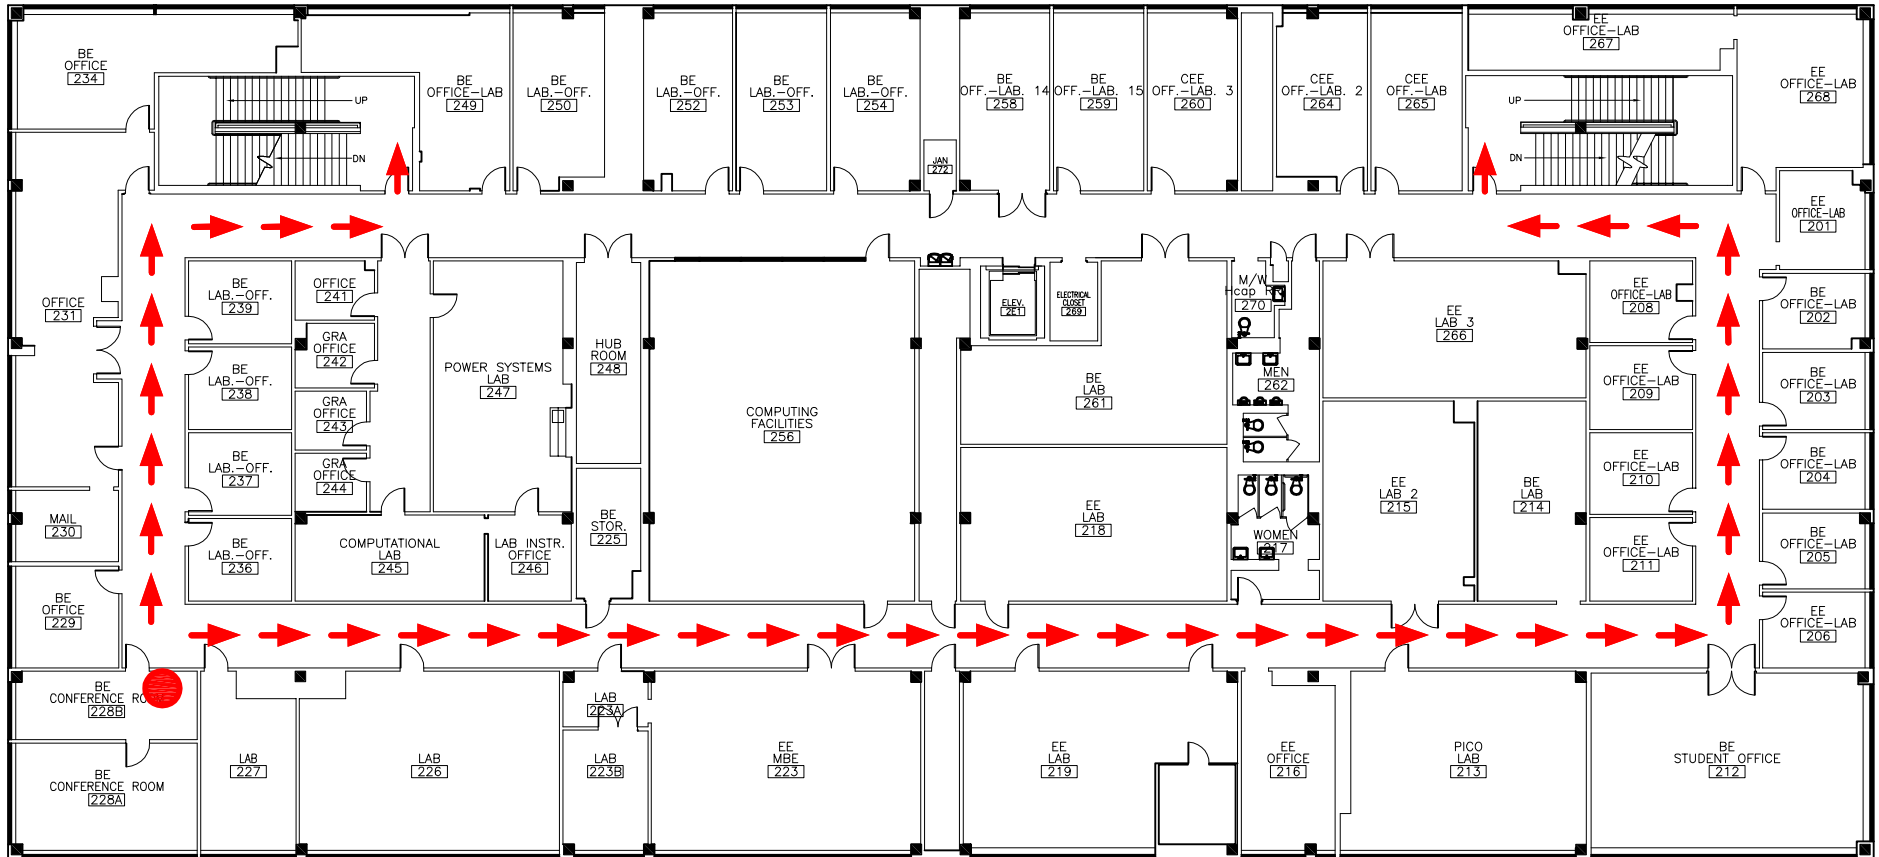 BE
OFFICE
234
UP
DN
BE
OFFICE-LAB
249
BE
LAB.-OFF.
250
BE
LAB.-OFF.
252
BE
LAB.-OFF.
253
BE
LAB.-OFF.
254
JAN
272
BE
OFF.-LAB. 14
258
BE
OFF.-LAB. 15
259
CEE
OFF.-LAB. 3
260
CEE
OFF.-LAB. 2
264
CEE
OFF.-LAB
265
EE
OFFICE-LAB
267
UP
DN
EE
OFFICE-LAB
268
EE
OFFICE-LAB
201
OFFICE
231
BE
LAB.-OFF.
239
OFFICE
241
GRA
OFFICE
242
BE
LAB.-OFF.
238
GRA
OFFICE
243
BE
LAB.-OFF.
237
GRA
OFFICE
244
POWER SYSTEMS
LAB
247
HUB
ROOM
248
COMPUTING
FACILITIES
256
ELEV.
2E1
ELECTRICAL
CLOSET
269
M/W
Hcap
270
BE
LAB
261
MEN
262
EE
LAB 3
266
EE
OFFICE-LAB
208
BE
OFFICE-LAB
202
EE
OFFICE-LAB
209
BE
OFFICE-LAB
203
MAIL
230
BE
LAB.-OFF.
236
COMPUTATIONAL
LAB
245
LAB INSTR.
OFFICE
246
BE
STOR.
225
EE
LAB
218
WOMEN
217
EE
LAB 2
215
BE
LAB
214
EE
OFFICE-LAB
210
BE
OFFICE-LAB
204
EE
OFFICE-LAB
211
BE
OFFICE-LAB
205
BE
OFFICE
229
EE
OFFICE-LAB
206
BE
CONFERENCE ROOM
228B
BE
CONFERENCE ROOM
228A
LAB
227
LAB
226
LAB
223A
LAB
223B
EE
MBE
223
EE
LAB
219
EE
OFFICE
216
PICO
LAB
213
BE
STUDENT OFFICE
212